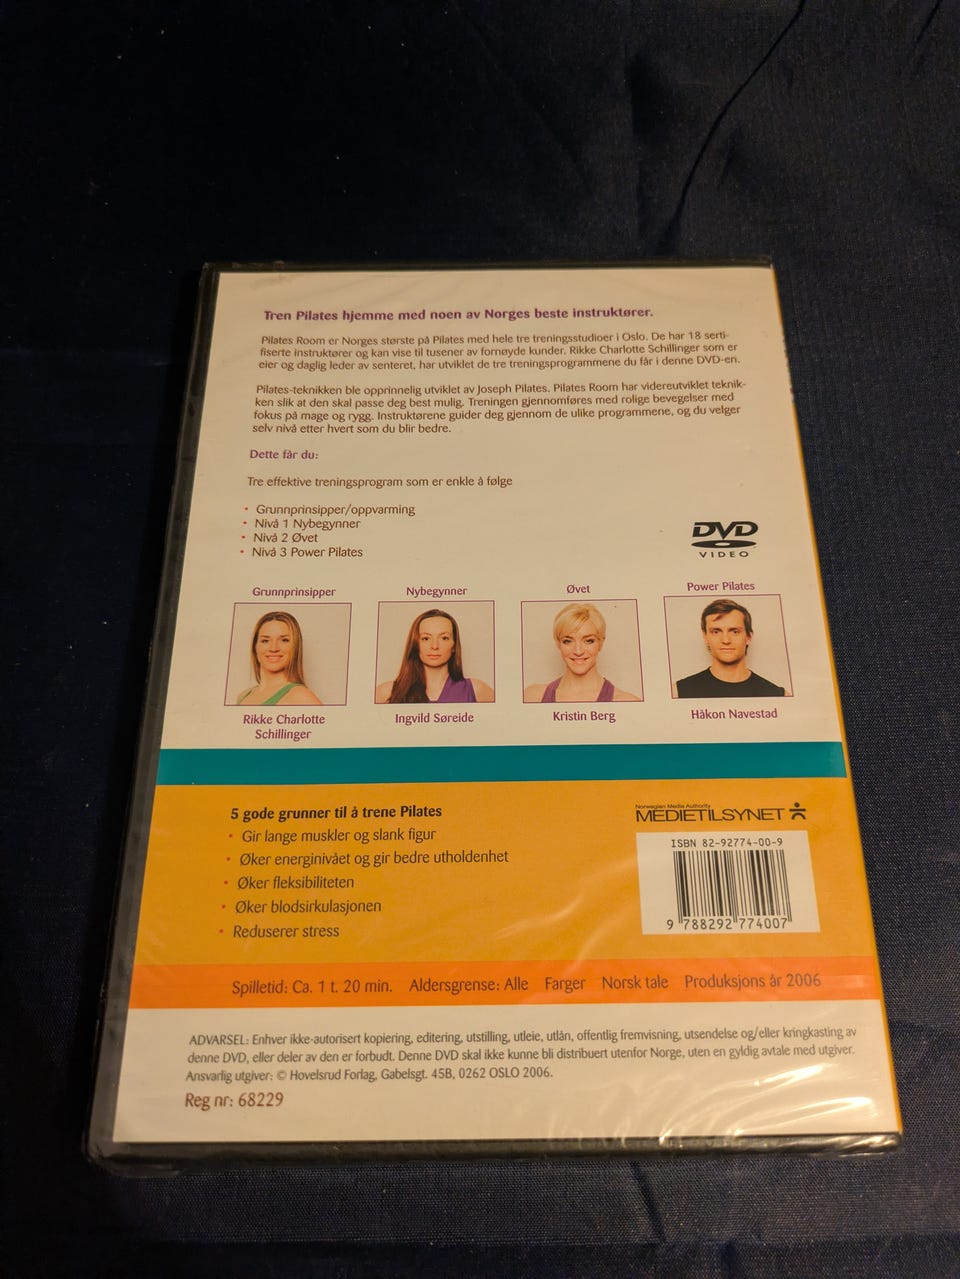 Tren Pilates hjemme med noen av Norges beste instruktører.
Pilates Room er Norges største på Pilates med hele tre treningsstudioer i Oslo. De har 18 serti-
fiserte instruktører og kan vise til tusener av fornøyde kunder. Rikke Charlotte Schillinger som er
eier og daglig leder av senteret, har utviklet de tre treningsprogrammene du får i denne DVD-en.
Pilates-teknikken ble opprinnelig utviklet av Joseph Pilates. Pilates Room har videreutviklet teknik-
ken slik at den skal passe deg best mulig. Treningen gjennomføres med rolige bevegelser med
fokus på mage og rygg. Instruktørene guider deg gjennom de ulike programmene, og du velger
selv nivå etter hvert som du blir bedre.
Dette får du:
Tre effektive treningsprogram som er enkle å følge
• Grunnprinsipper/oppvarming
• Nivå 1 Nybegynner
• Nivå 2 Øvet
• Nivå 3 Power Pilates
DVD
VIDEO
Grunnprinsipper
Nybegynner
Øvet
Power Pilates
Rikke Charlotte
Schillinger
Ingvild Søreide
Kristin Berg
Håkon Navestad
5 gode grunner til å trene Pilates
• Gir lange muskler og slank figur
• Øker energinivået og gir bedre utholdenhet
• Øker fleksibiliteten
• Øker blodsirkulasjonen
• Reduserer stress
Norwegian Media Authority
MEDIETILSYNET
ISBN 82-92774-00-9
9 788292 774007
Spilletid: Ca. 1 t. 20 min. Aldersgrense: Alle Farger Norsk tale Produksjons år 2006
ADVARSEL: Enhver ikke-autorisert kopiering, editering, utstilling, utleie, utlån, offentlig fremvisning, utsendelse og/eller kringkasting av
denne DVD, eller deler av den er forbudt. Denne DVD skal ikke kunne bli distribuert utenfor Norge, uten en gyldig avtale med utgiver.
Ansvarlig utgiver: © Hovelsrud Forlag, Gabelsgt. 45B, 0262 OSLO 2006.
Reg nr: 68229